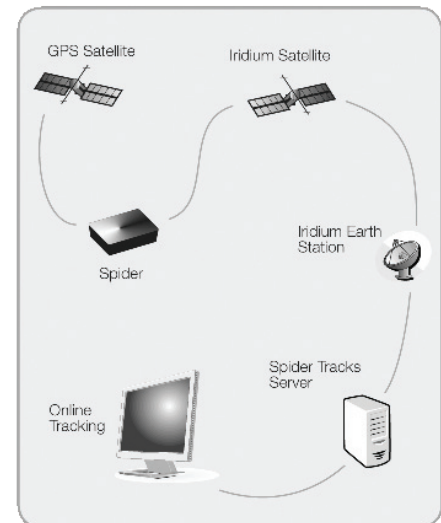 GPS Satellite
Iridium Satellite
Spider
Iridium Earth
Station
Spider Tracks
Server
Online
Tracking